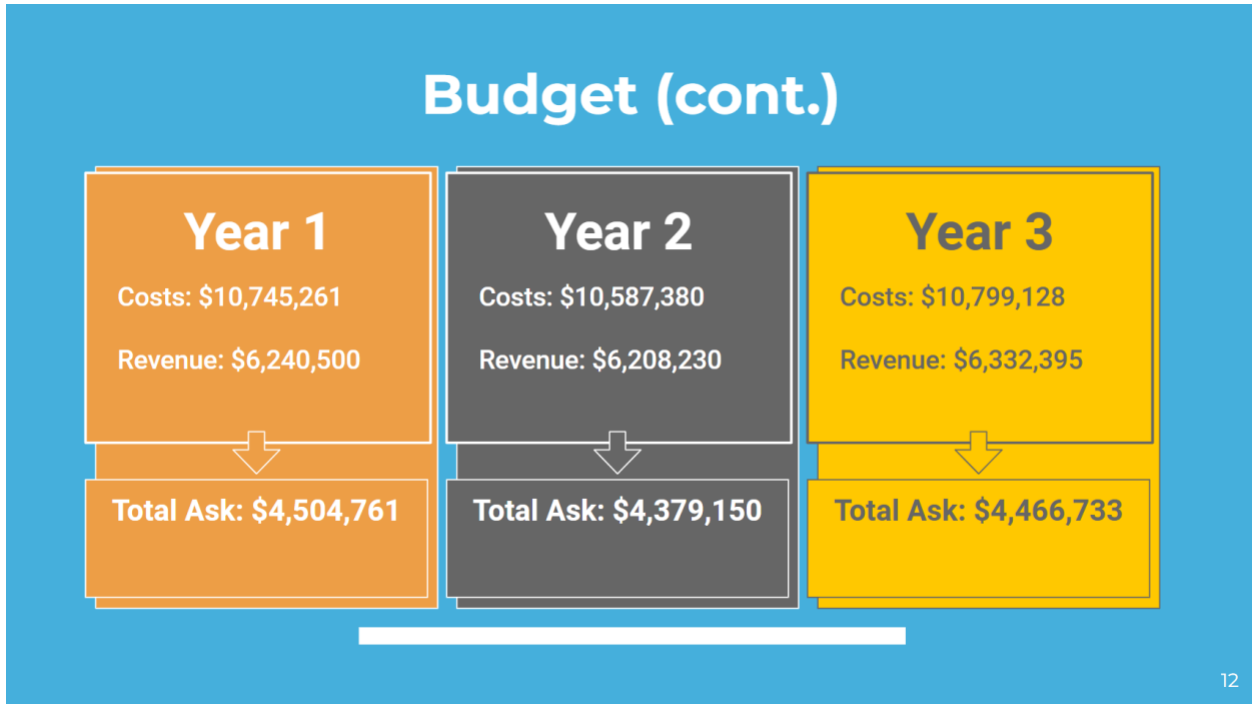 Budget (cont.)
Year 1
Costs: $10,745,261
Revenue: $6,240,500
Total Ask: $4,504,761
Year 2
Costs: $10,587,380
Revenue: $6,208,230
Total Ask: $4,379,150
Year 3
Costs: $10,799,128
Revenue: $6,332,395
Total Ask: $4,466,733
12